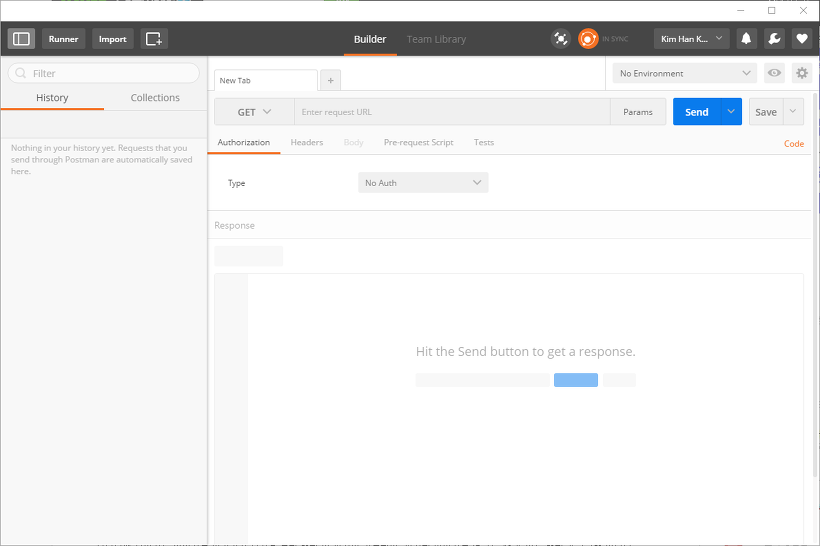 Runner
Import
Builder
Team Library
IN SYNC
Kim Han K...
Filter
History
Collections
Nothing in your history yet. Requests that you
send through Postman are automatically saved
here.
New Tab
+
No Environment
GET
Enter request URL
Params
Send
Save
Authorization
Headers
Body
Pre-request Script
Tests
Code
Type
No Auth
Response
Hit the Send button to get a response.